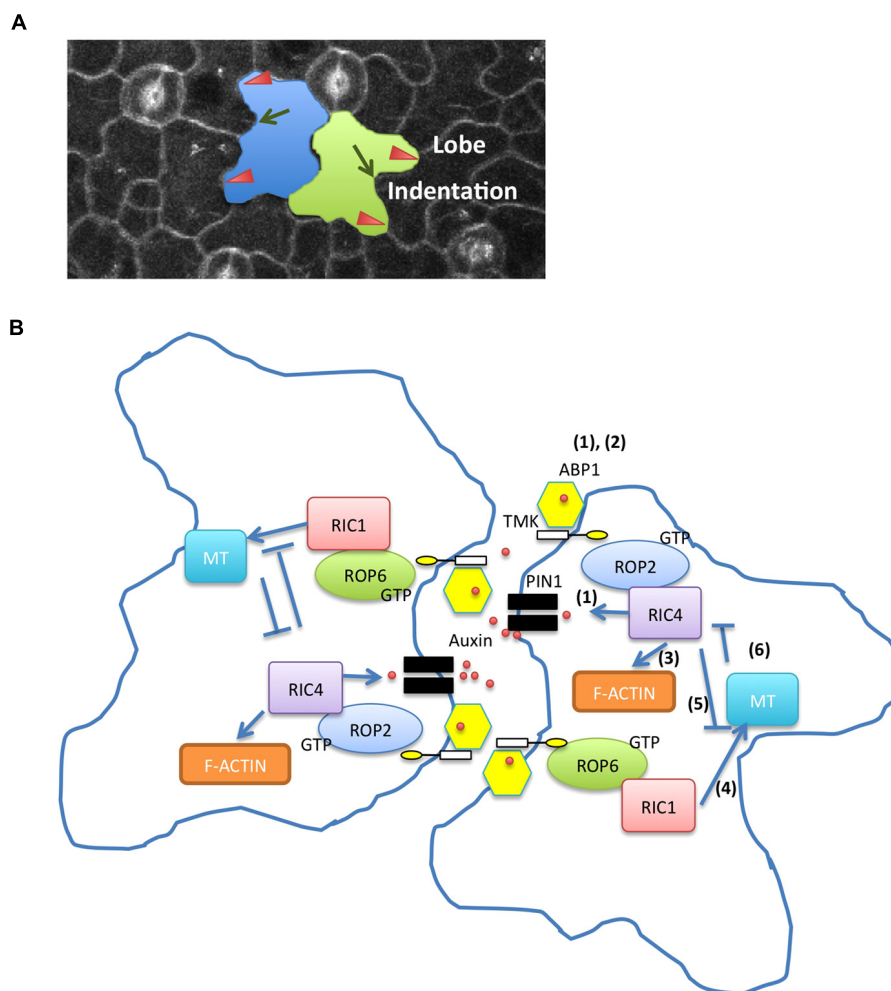 A
Lobe
Indentation
B
(1), (2)
ABP1
TMK
GTP
RIC1
MT
ROP6
GTP
ROP2
PIN1
(1)
RIC4
Auxin
(3)
(6)
F-ACTIN
(5)
MT
RIC4
ROP2
GTP
F-ACTIN
GTP
ROP6
(4)
RIC1